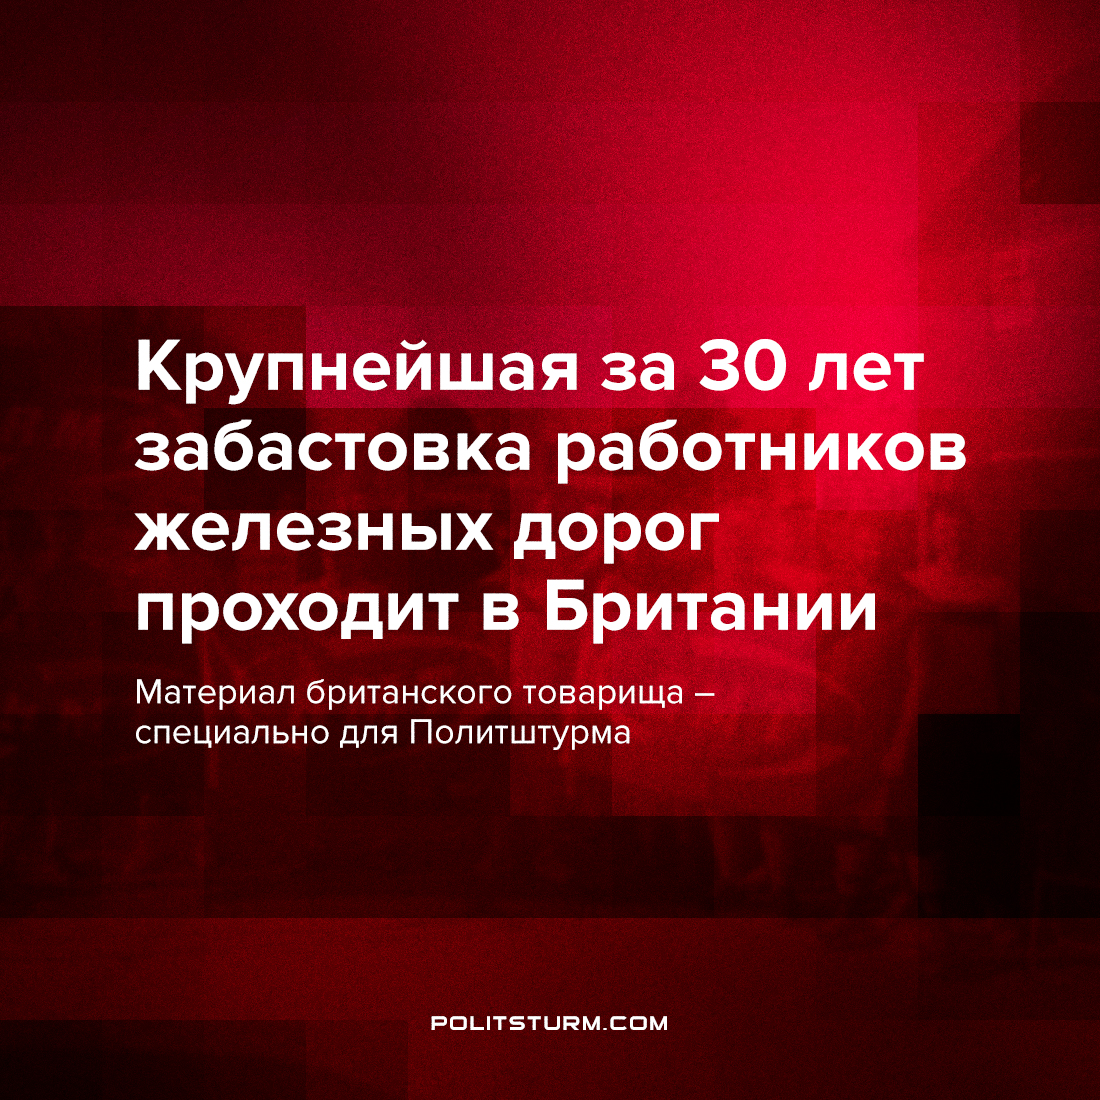 Крупнейшая за 30 лет
забастовка работников
железных дорог
проходит в Британии
Материал британского товарища –
специально для Политштурма
POLITSTURM.COM